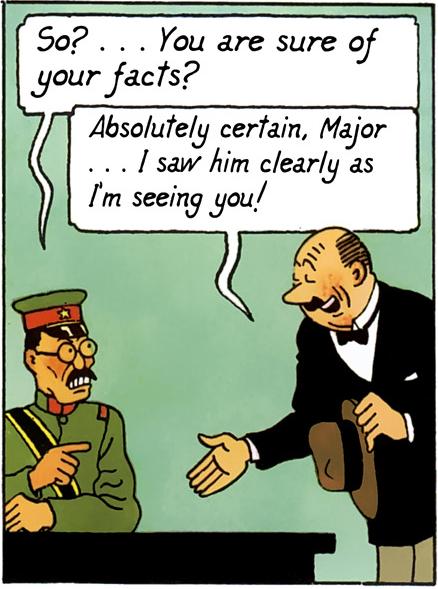 So? . . . You are sure of
your facts?
Absolutely certain, Major
. . . I saw him clearly as
I'm seeing you!